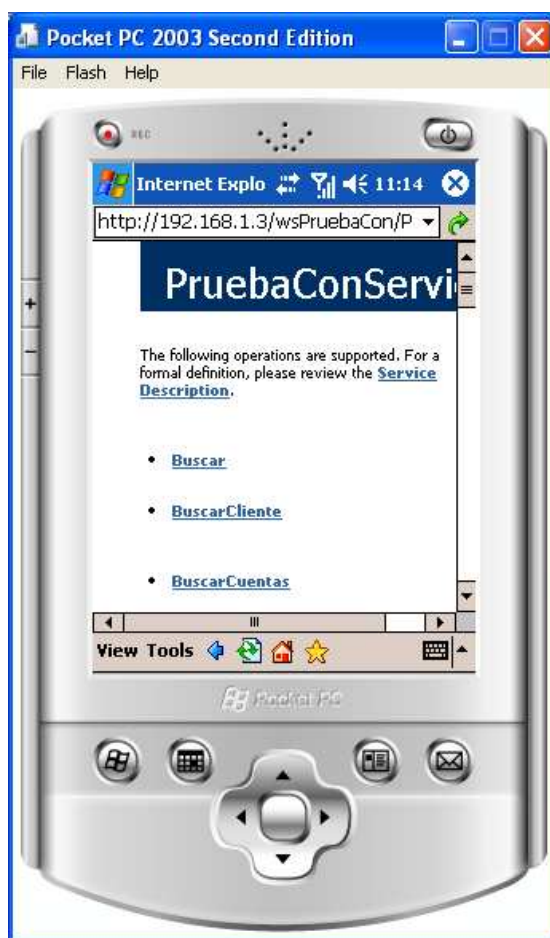 Pocket PC 2003 Second Edition
File Flash Help
REC
Internet Explo 11:14
http://192.168.1.3/wsPruebaCon/P
PruebaConServi
The following operations are supported. For a
formal definition, please review the Service
Description.
Buscar
BuscarCliente
BuscarCuentas
View Tools
Pocket PC